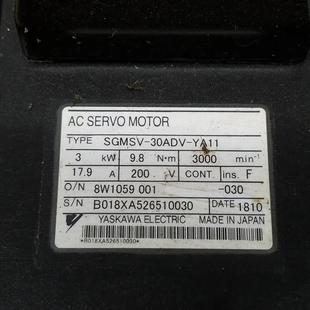 AC SERVO MOTOR
TYPE SGMSV-30ADV-YA11
3 kW 9.8 N·m 3000 min⁻¹
17.9 A 200 V CONT. ins. F
O/N 8W1059 001 -030
S/N B018XA526510030 DATE 1810
YASKAWA ELECTRIC MADE IN JAPAN
*B018XA526510030*